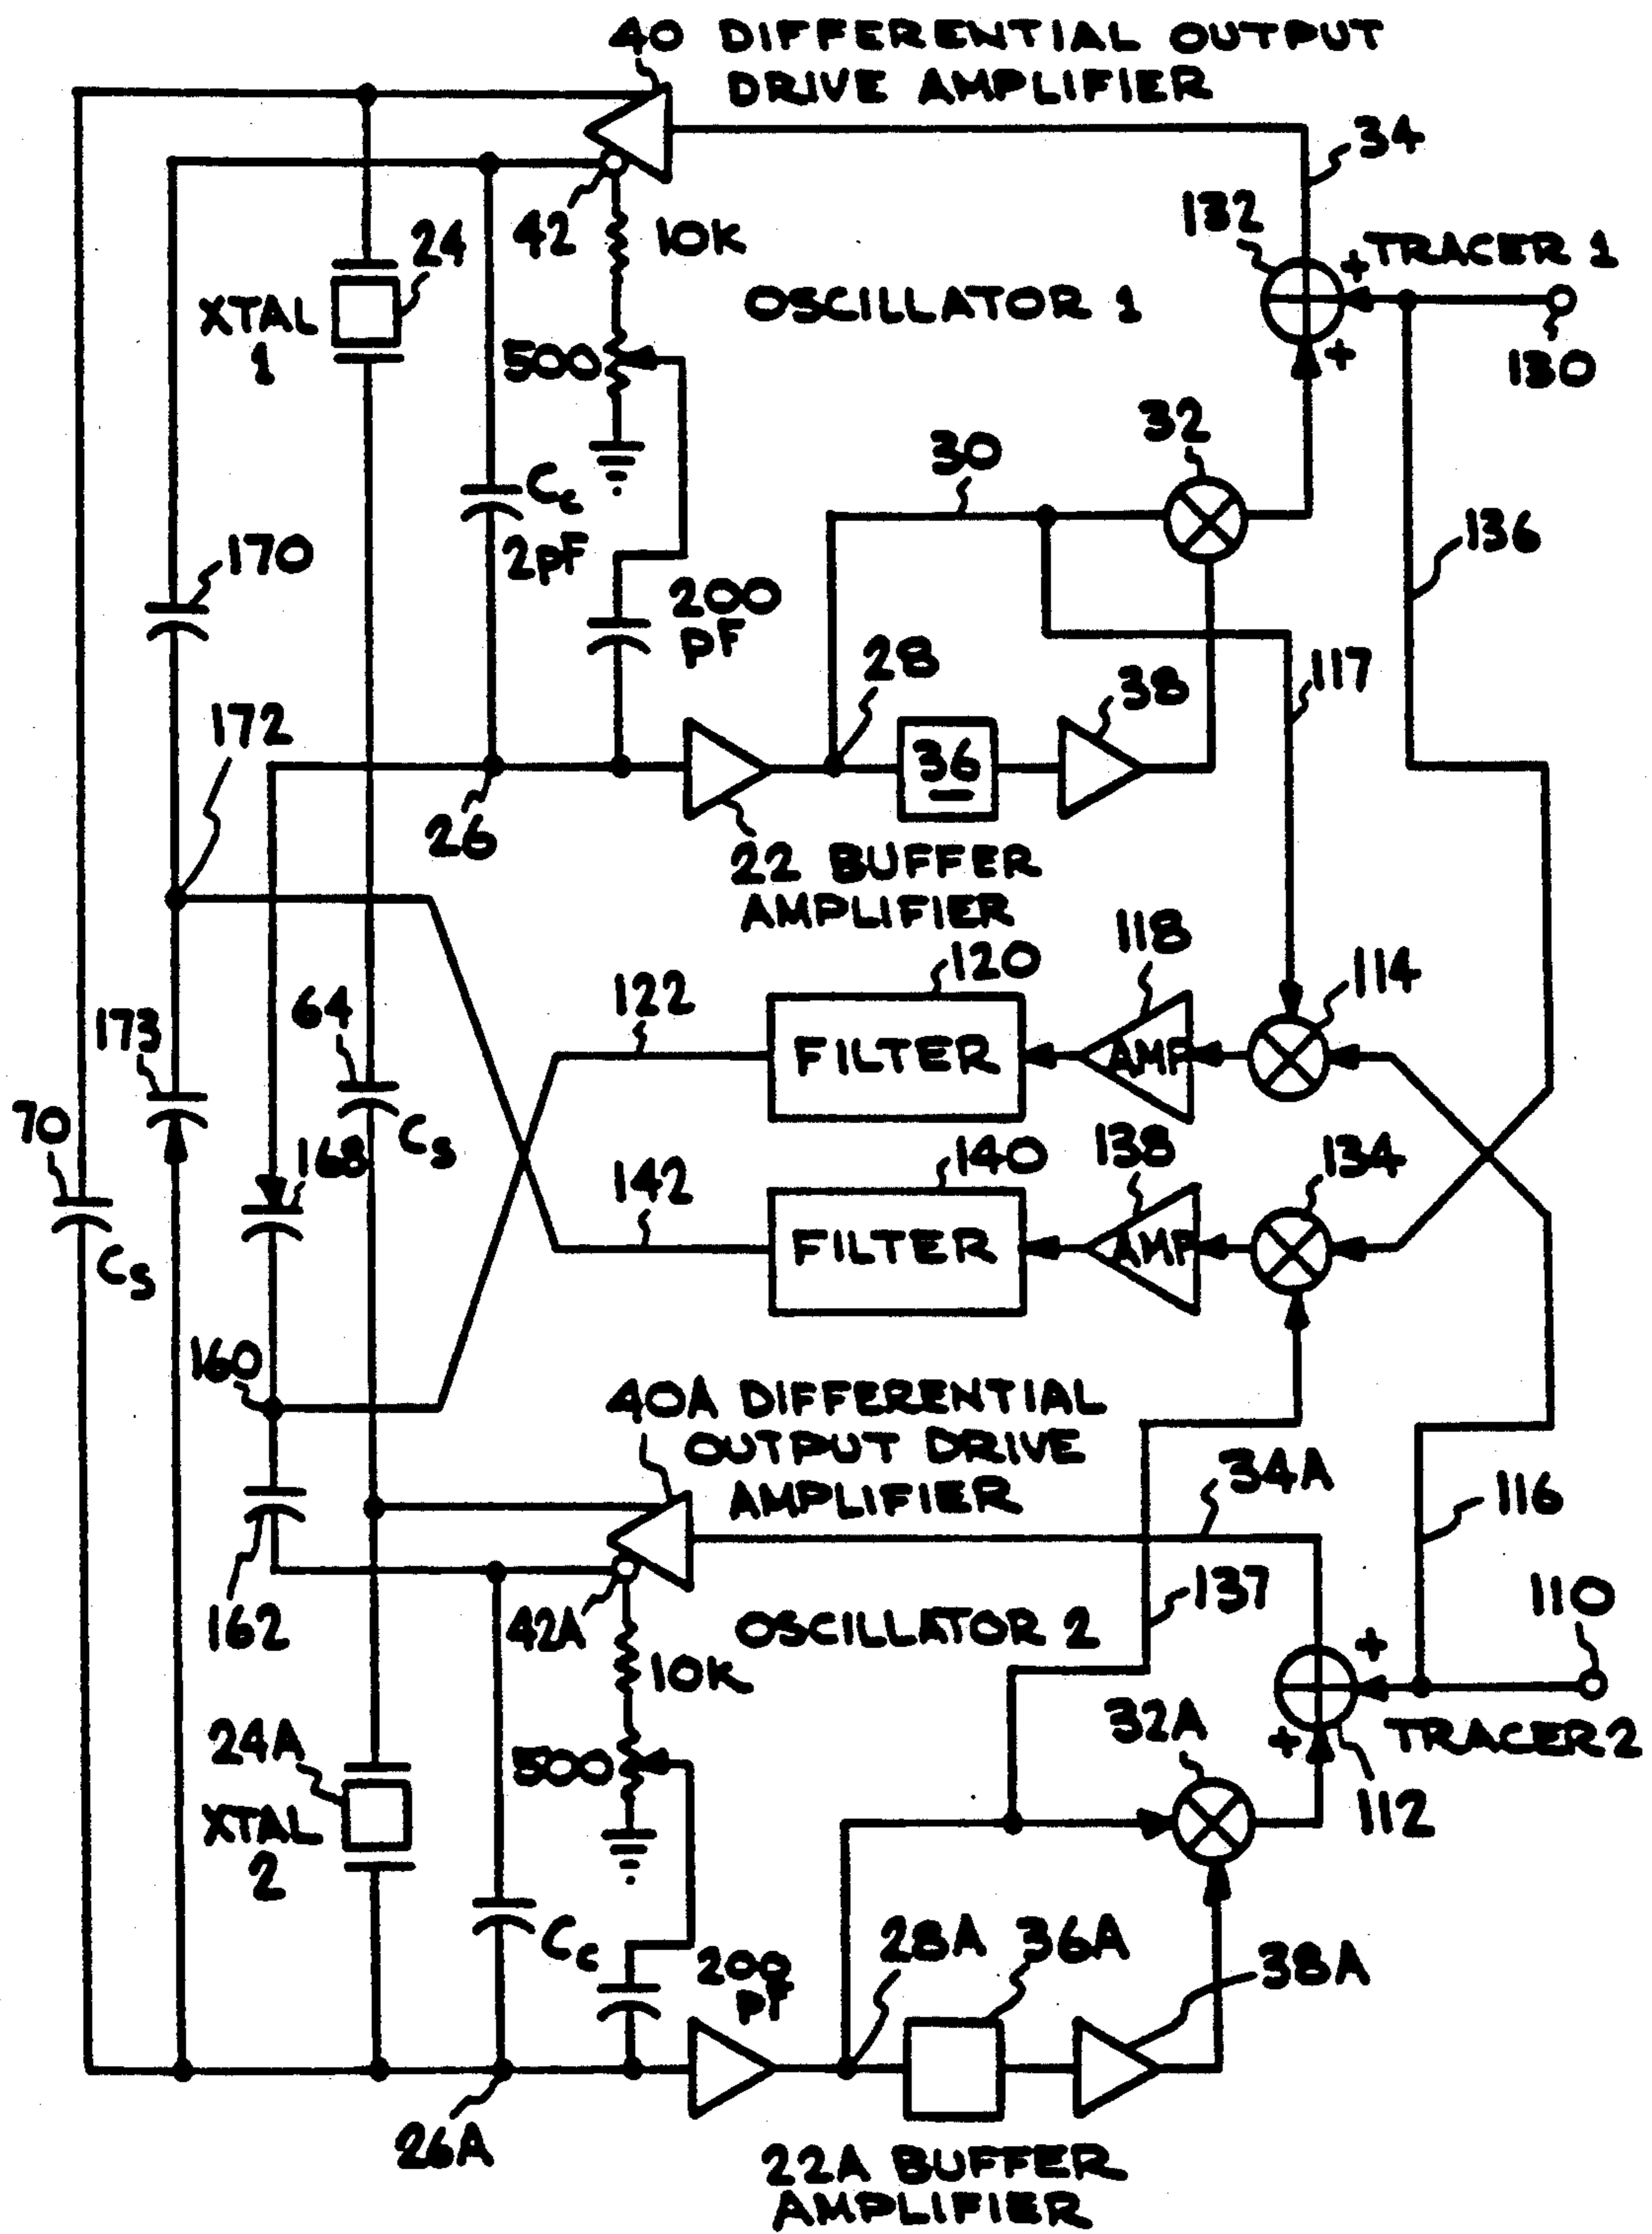 40 DIFFERENTIAL OUTPUT
DRIVE AMPLIFIER
34
132
TRACER 1
+
+
130
42
10K
24
XTAL
1
OSCILLATOR 1
500
32
30
136
Cc
2pF
170
200
pF
28
38
117
172
36
26
22 BUFFER
AMPLIFIER
118
120
114
122
64
173
FILTER
AMP
70
Cs
168
138
140
134
142
FILTER
AMP
Cs
160
40A DIFFERENTIAL
OUTPUT DRIVE
AMPLIFIER
34A
116
137
110
162
42A
OSCILLATOR 2
+
10K
32A
24A
500
+
TRACER 2
XTAL
2
112
Cc
200
pF
28A
36A
38A
26A
22A BUFFER
AMPLIFIER